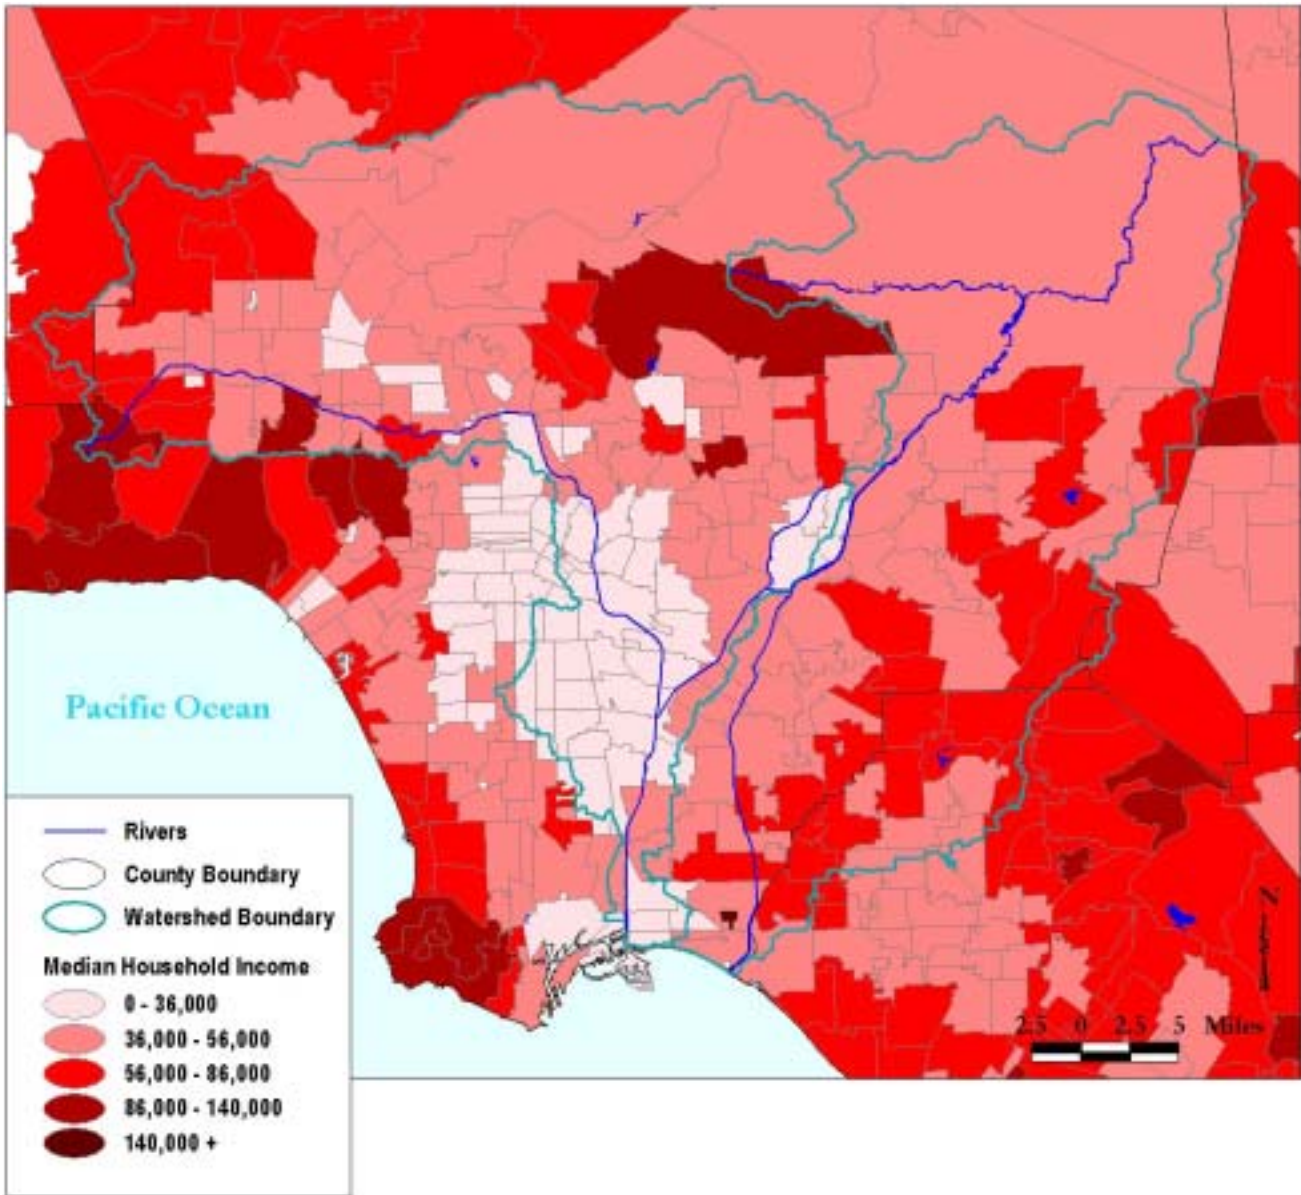 Pacific Ocean
Rivers
County Boundary
Watershed Boundary
Median Household Income
0 - 36,000
36,000 - 56,000
56,000 - 86,000
86,000 - 140,000
140,000 +
N
2.5 0 2.5 5 Miles